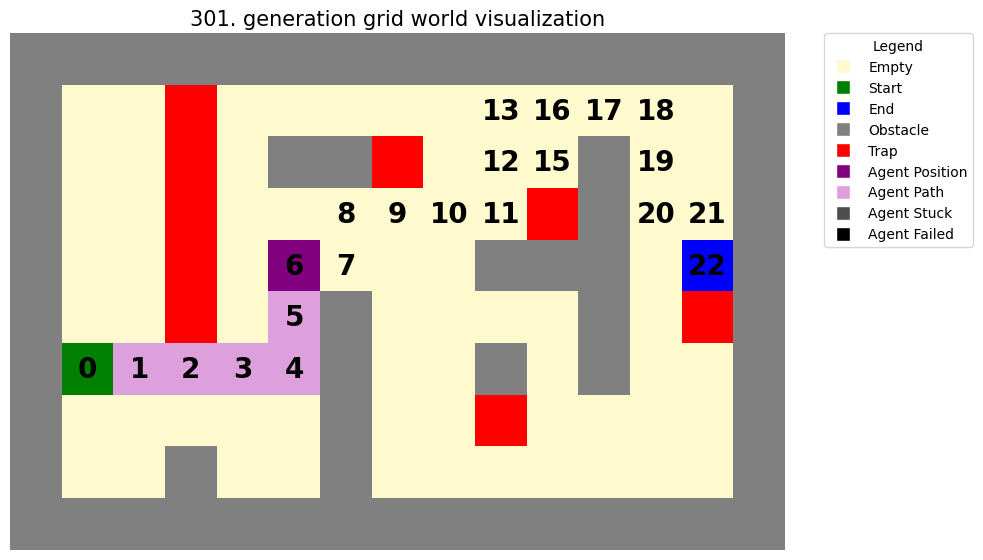 301. generation grid world visualization
13 16 17 18
12 15 19
8 9 10 11 20 21
6 7 22
5
0 1 2 3 4
Legend
Empty
Start
End
Obstacle
Trap
Agent Position
Agent Path
Agent Stuck
Agent Failed